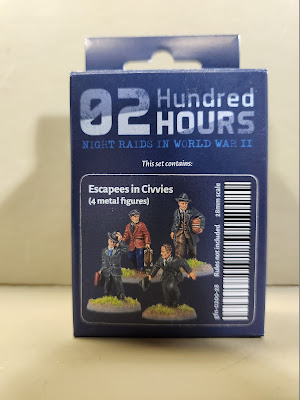 02 Hundred
HOURS
NIGHT RAIDS IN WORLD WAR II
This set contains:
Escapees in Civvies
(4 metal figures)
Rules not included 28mm scale